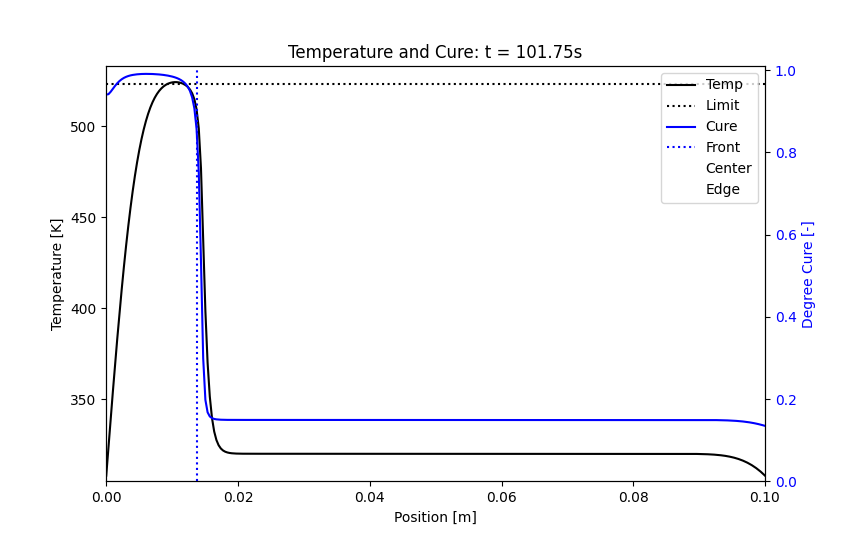 Temperature and Cure: t = 101.75s
Temperature [K]
500
450
400
350
Temp
Limit
Cure
Front
Center
Edge
1.0
0.8
0.6
0.4
0.2
0.0
Degree Cure [-]
0.00
0.02
0.04
0.06
0.08
0.10
Position [m]